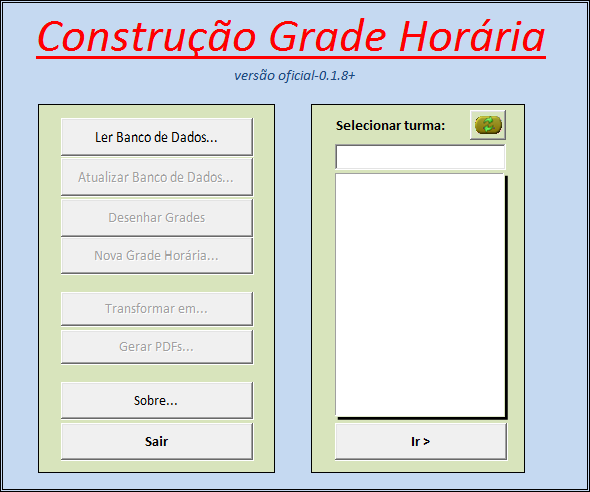 Construção Grade Horária
versão oficial-0.1.8+
Ler Banco de Dados...
Atualizar Banco de Dados...
Desenhar Grades
Nova Grade Horária...
Transformar em...
Gerar PDFs...
Sobre...
Sair
Selecionar turma:
Ir >